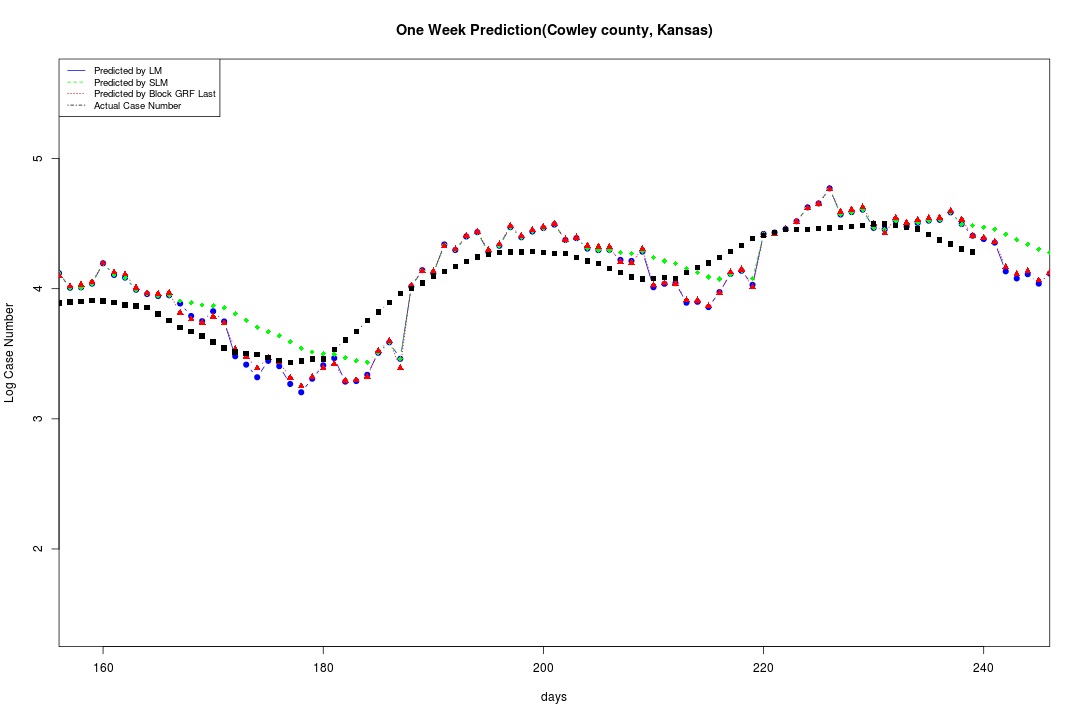 One Week Prediction(Cowley county, Kansas)
Predicted by LM
Predicted by SLM
Predicted by Block GRF Last
Actual Case Number
5
4
3
2
Log Case Number
160 180 200 220 240
days